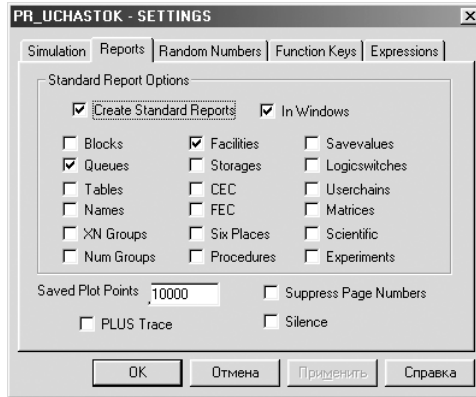 PR_UCHASTOK - SETTINGS
Simulation Reports Random Numbers Function Keys Expressions
Standard Report Options
Create Standard Reports In Windows
Blocks Facilities Savevalues
Queues Storages Logicswitches
Tables CEC Userchains
Names FEC Matrices
XN Groups Six Places Scientific
Num Groups Procedures Experiments
Saved Plot Points 10000 Suppress Page Numbers
PLUS Trace Silence
OK Отмена Применить Справка